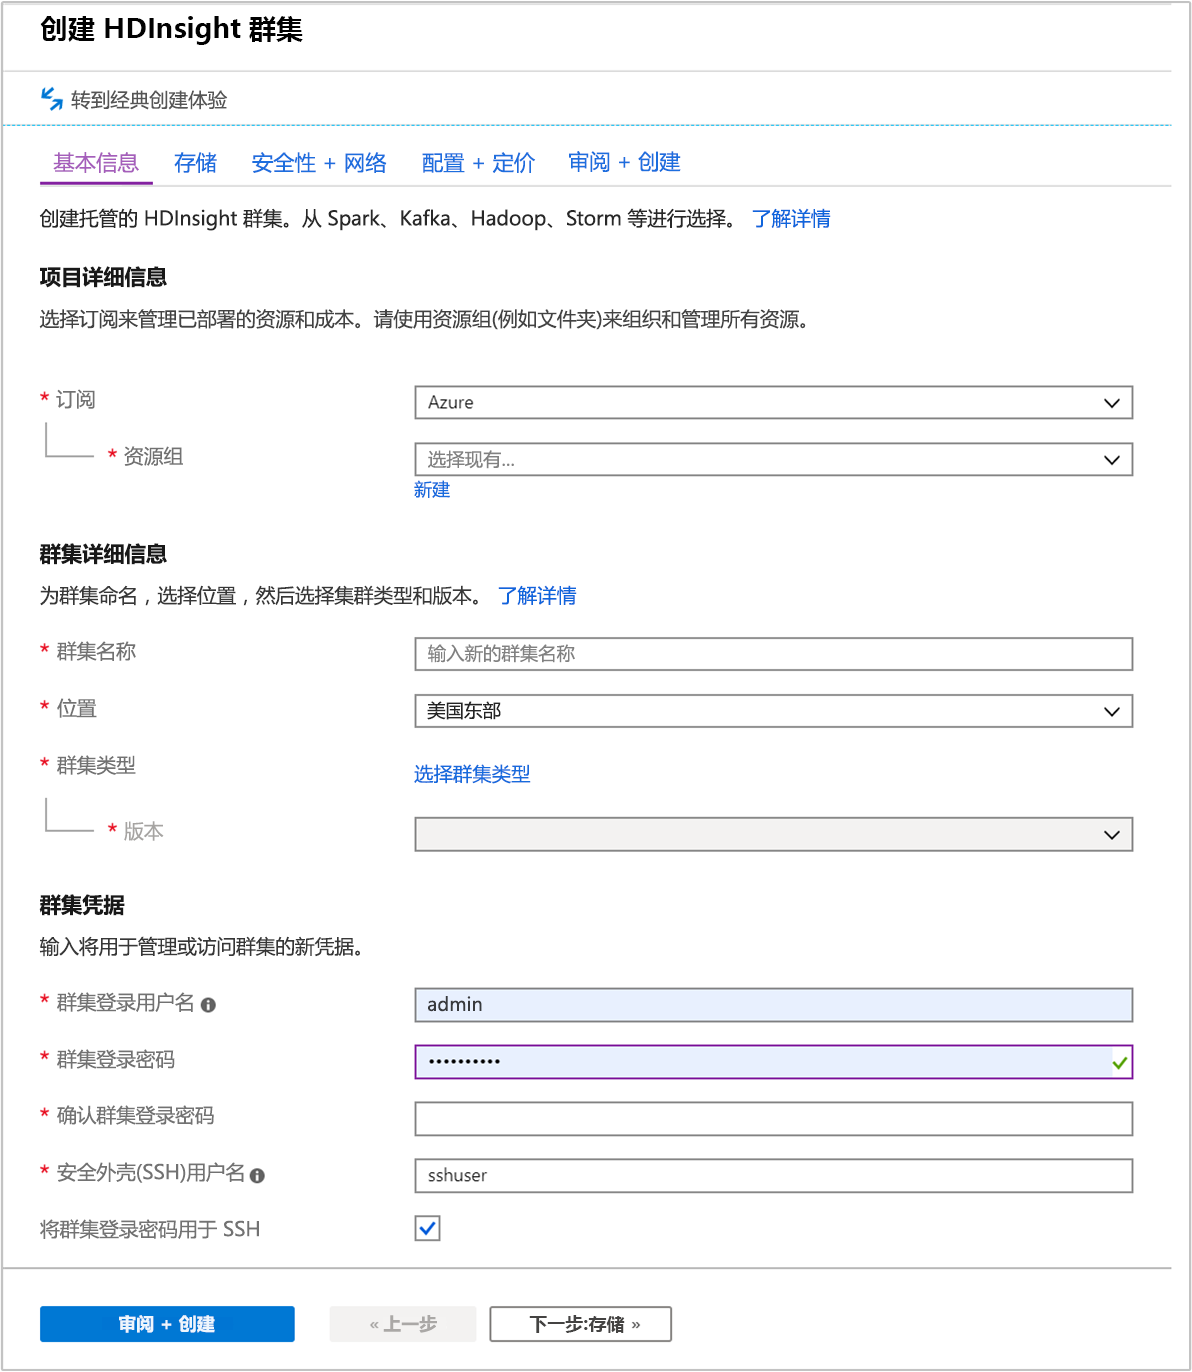 创建 HDInsight 群集
转到经典创建体验
基本信息 存储 安全性 + 网络 配置 + 定价 审阅 + 创建
创建托管的 HDInsight 群集。从 Spark、Kafka、Hadoop、Storm 等进行选择。 了解详情
项目详细信息
选择订阅来管理已部署的资源和成本。请使用资源组(例如文件夹)来组织和管理所有资源。
* 订阅 Azure
* 资源组 选择现有...
新建
群集详细信息
为群集命名，选择位置，然后选择集群类型和版本。 了解详情
* 群集名称 输入新的群集名称
* 位置 美国东部
* 群集类型 选择群集类型
* 版本
群集凭据
输入将用于管理或访问群集的新凭据。
* 群集登录用户名 admin
* 群集登录密码 ••••••••••
* 确认群集登录密码
* 安全外壳(SSH)用户名 sshuser
将群集登录密码用于 SSH
审阅 + 创建 « 上一步 下一步:存储 »